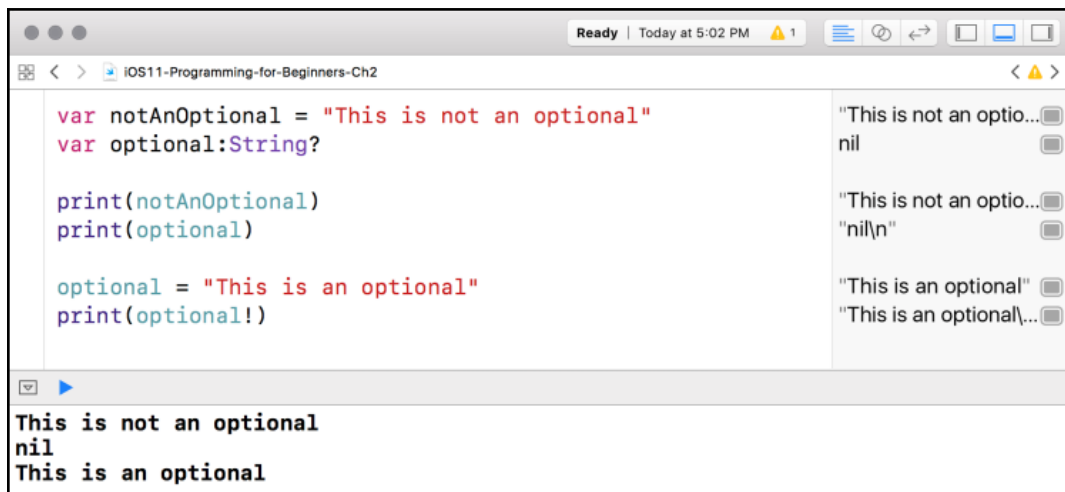 Ready | Today at 5:02 PM 1
iOS11-Programming-for-Beginners-Ch2
var notAnOptional = "This is not an optional" "This is not an optio...
var optional:String? nil
print(notAnOptional) "This is not an optio...
print(optional) "nil\n"
optional = "This is an optional" "This is an optional"
print(optional!) "This is an optional\...
This is not an optional
nil
This is an optional